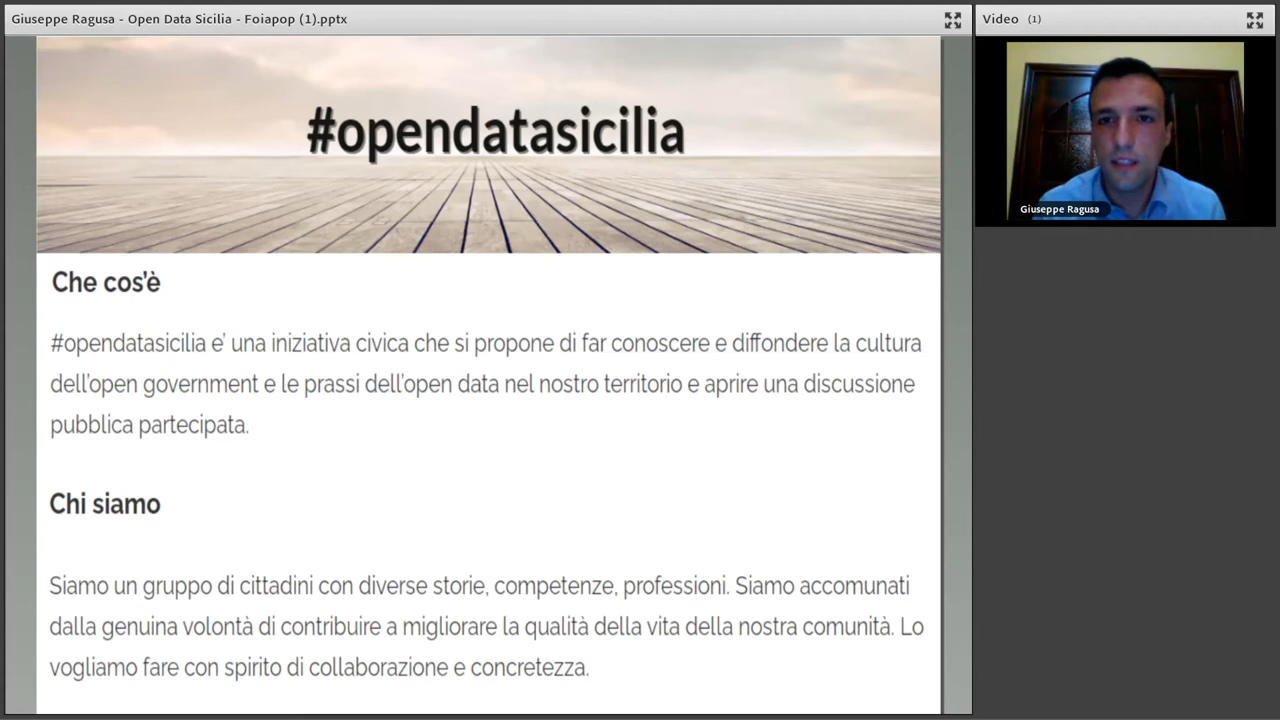 Giuseppe Ragusa - Open Data Sicilia - Foiapop (1).pptx
Video (1)
#opendatasicilia
Giuseppe Ragusa
Che cos'è
#opendatasicilia e' una iniziativa civica che si propone di far conoscere e diffondere la cultura
dell'open government e le prassi dell'open data nel nostro territorio e aprire una discussione
pubblica partecipata.
Chi siamo
Siamo un gruppo di cittadini con diverse storie, competenze, professioni. Siamo accomunati
dalla genuina volontà di contribuire a migliorare la qualità della vita della nostra comunità. Lo
vogliamo fare con spirito di collaborazione e concretezza.